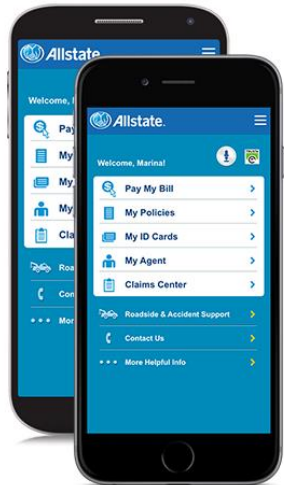 Allstate
Welcome,
Pay
My
My
My
Clai
Roa
Con
Mor
Allstate.
Welcome, Marina!
Pay My Bill
My Policies
My ID Cards
My Agent
Claims Center
Roadside & Accident Support
Contact Us
More Helpful Info